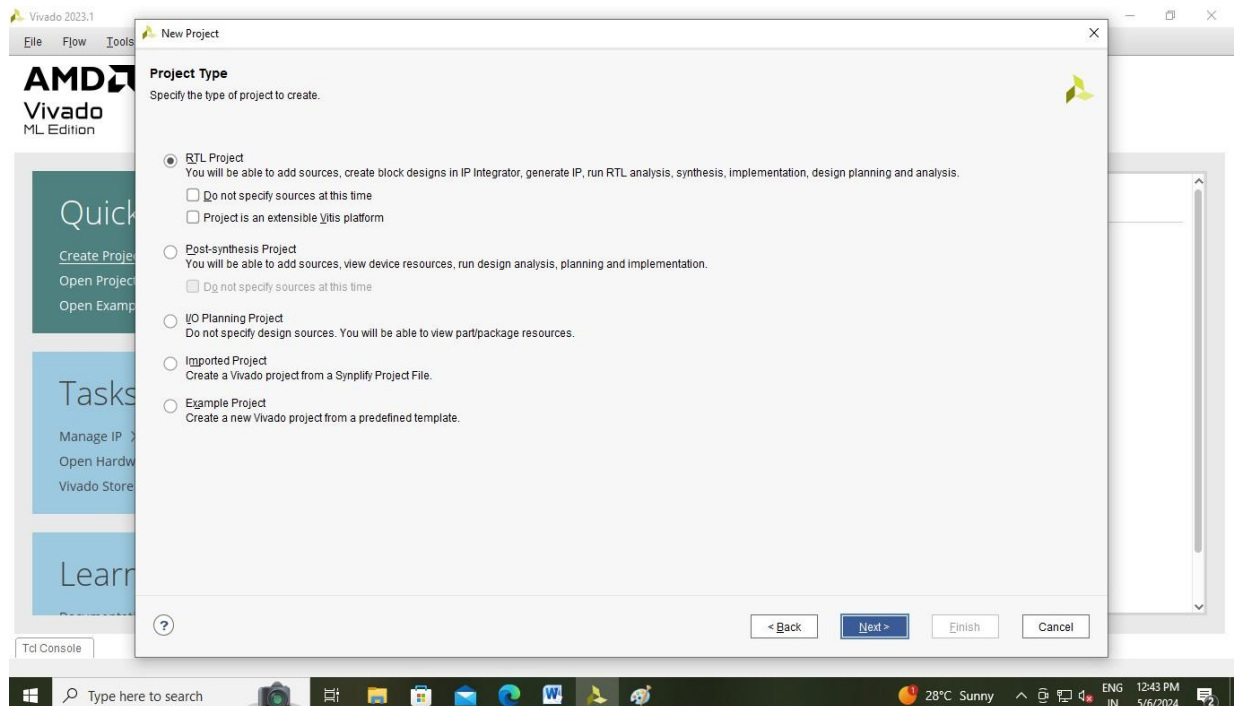 Vivado 2023.1
File Flow Tools
AMD
Vivado
ML Edition
New Project
Project Type
Specify the type of project to create.
RTL Project
You will be able to add sources, create block designs in IP Integrator, generate IP, run RTL analysis, synthesis, implementation, design planning and analysis.
Do not specify sources at this time
Project is an extensible Vitis platform
Post-synthesis Project
You will be able to add sources, view device resources, run design analysis, planning and implementation.
Do not specify sources at this time
I/O Planning Project
Do not specify design sources. You will be able to view part/package resources.
Imported Project
Create a Vivado project from a Synplify Project File.
Example Project
Create a new Vivado project from a predefined template.
? < Back Next > Finish Cancel
Quick
Create Proje
Open Project
Open Examp
Tasks
Manage IP >
Open Hardw
Vivado Store
Learn
Tcl Console
Type here to search
28°C Sunny
ENG 12:43 PM
IN 5/6/2024